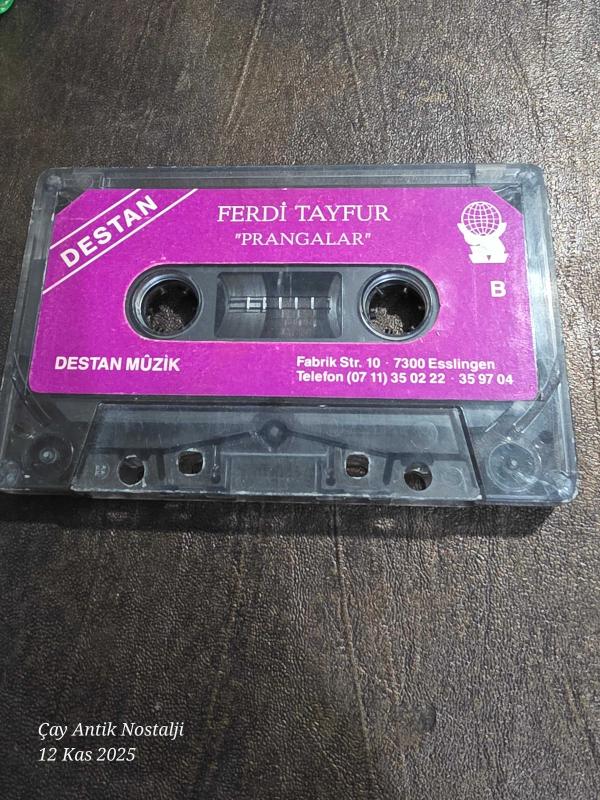 DESTAN
FERDİ TAYFUR
"PRANGALAR"
B
DESTAN MÛZİK
Fabrik Str. 10 · 7300 Esslingen
Telefon (07 11) 35 02 22 · 35 97 04
Çay Antik Nostalji
12 Kas 2025